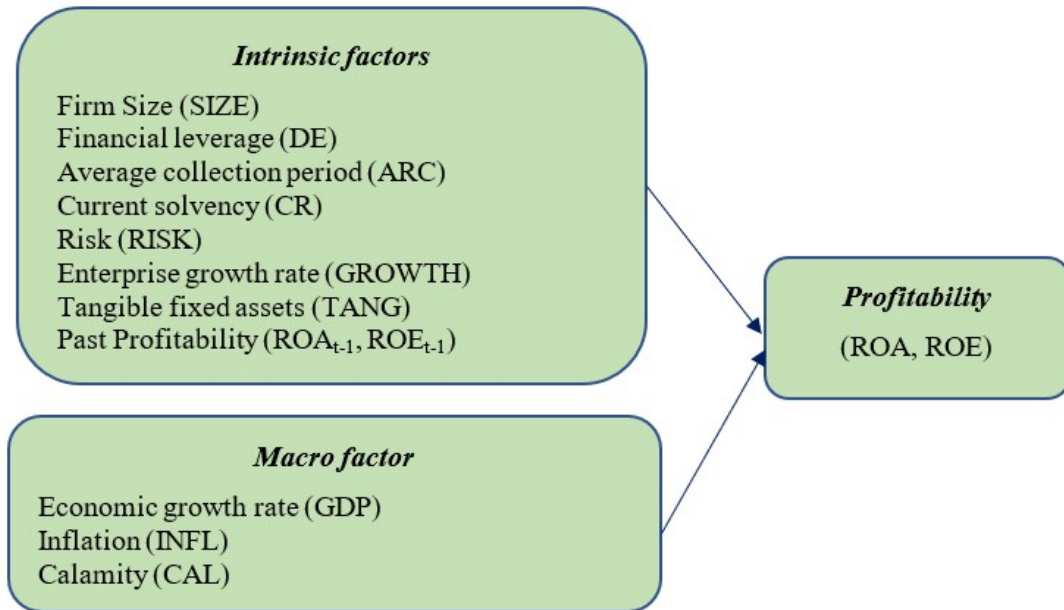 Intrinsic factors
Firm Size (SIZE)
Financial leverage (DE)
Average collection period (ARC)
Current solvency (CR)
Risk (RISK)
Enterprise growth rate (GROWTH)
Tangible fixed assets (TANG)
Past Profitability (ROAt-1, ROEt-1)
Profitability
(ROA, ROE)
Macro factor
Economic growth rate (GDP)
Inflation (INFL)
Calamity (CAL)